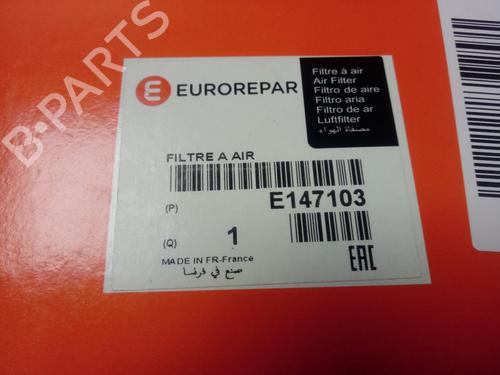 B-PARTS
EUROREPAR
Filtre à air
Air Filter
Filtro de aire
Filtro aria
Filtro de ar
Luftfilter
مصفاة الهواء
FILTRE A AIR
(P) E147103
(Q) 1
MADE IN FR-France
صنع في فرنسا
EAC